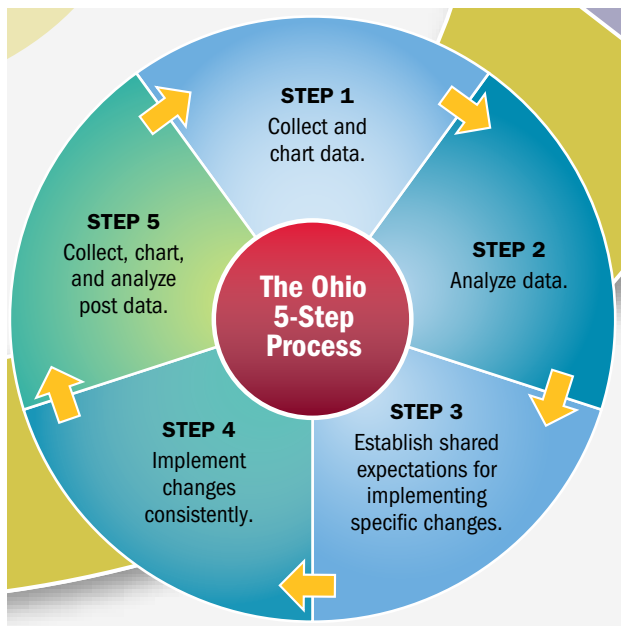 STEP 1
Collect and
chart data.
STEP 2
Analyze data.
STEP 3
Establish shared
expectations for
implementing
specific changes.
STEP 4
Implement
changes
consistently.
STEP 5
Collect, chart,
and analyze
post data.
The Ohio
5-Step
Process